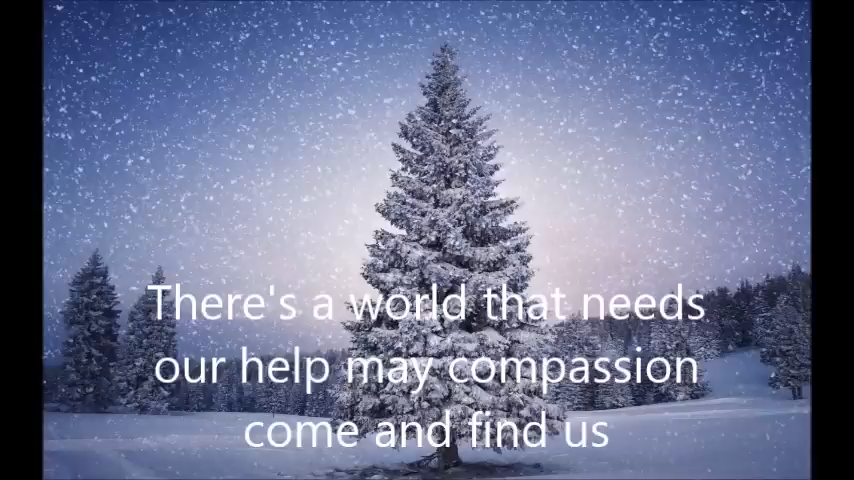 There's a world that needs
our help may compassion
come and find us